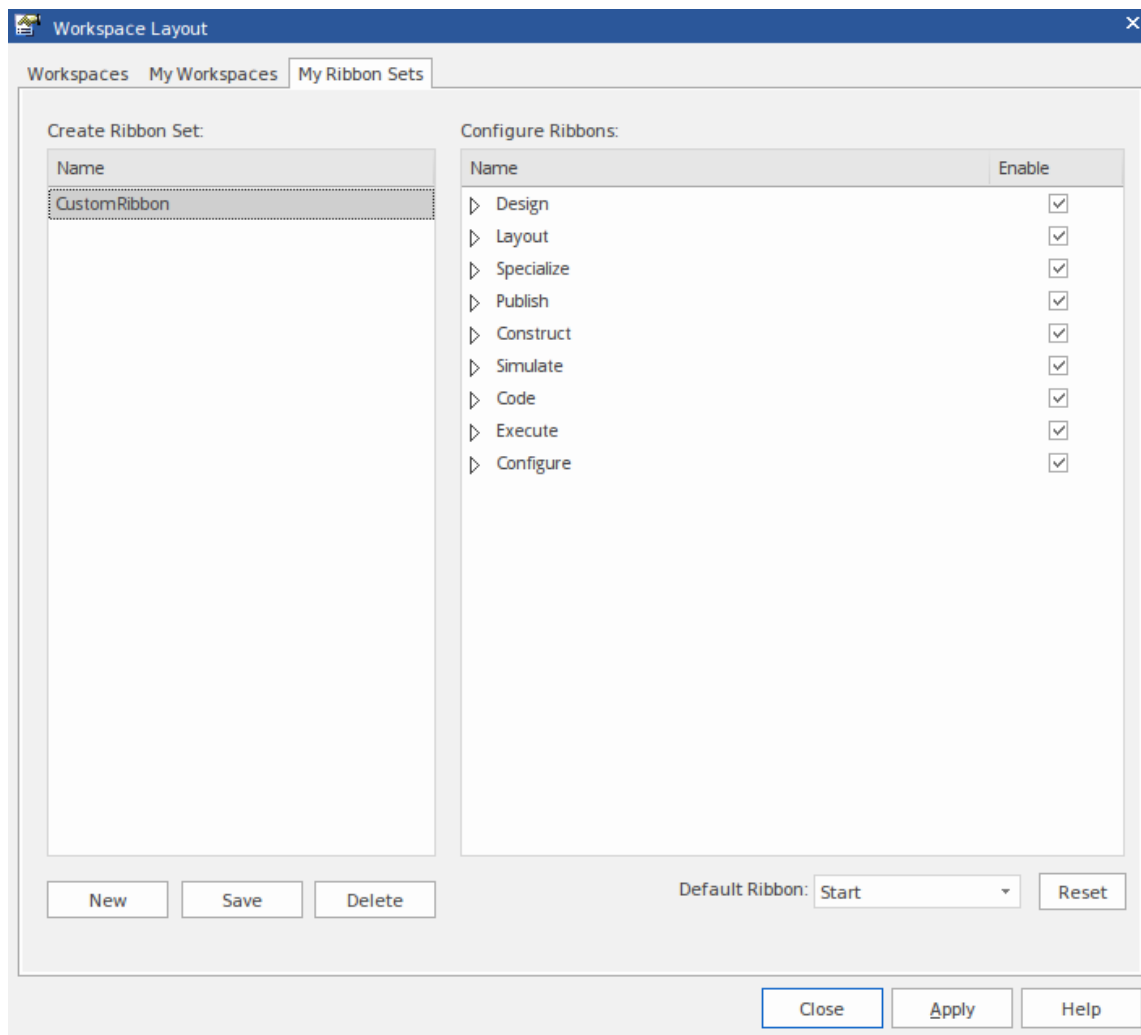 Workspace Layout
Workspaces My Workspaces My Ribbon Sets
Create Ribbon Set: Configure Ribbons:
Name Name Enable
CustomRibbon Design
Layout
Specialize
Publish
Construct
Simulate
Code
Execute
Configure
New Save Delete Default Ribbon: Start Reset
Close Apply Help